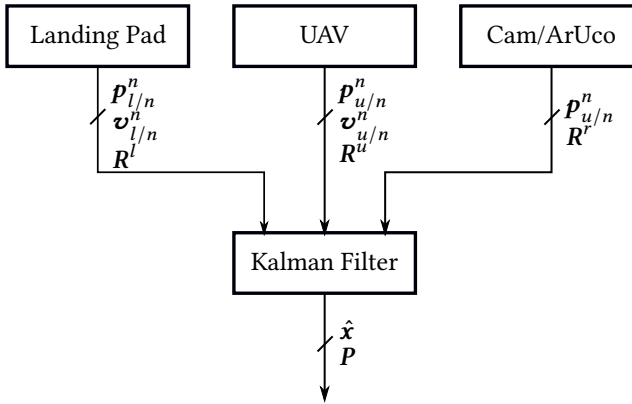 Landing Pad
UAV
Cam/ArUco
p^n_{l/n}
v^n_{l/n}
R^l
p^n_{u/n}
v^n_{u/n}
R^u
p^n_{u/n}
R^r
Kalman Filter
x̂
P